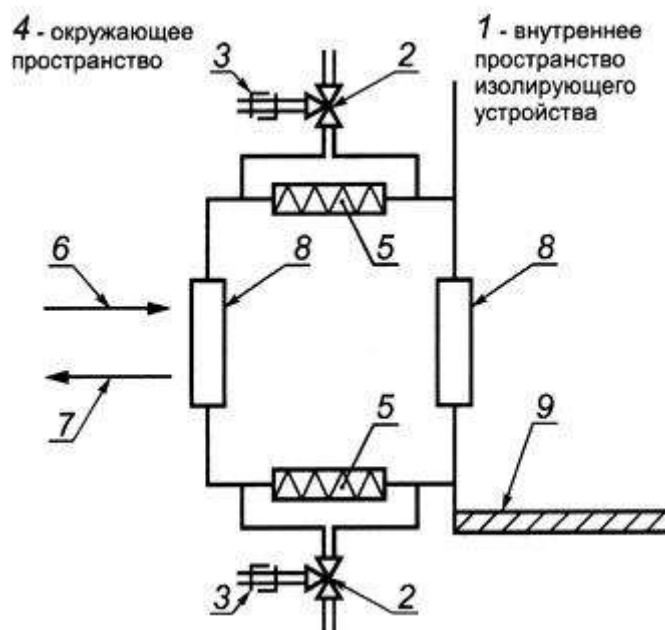 4 - окружающее
пространство
1 - внутреннее
пространство
изолирующего
устройства
3
2
5
6
8
8
7
5
9
3
2